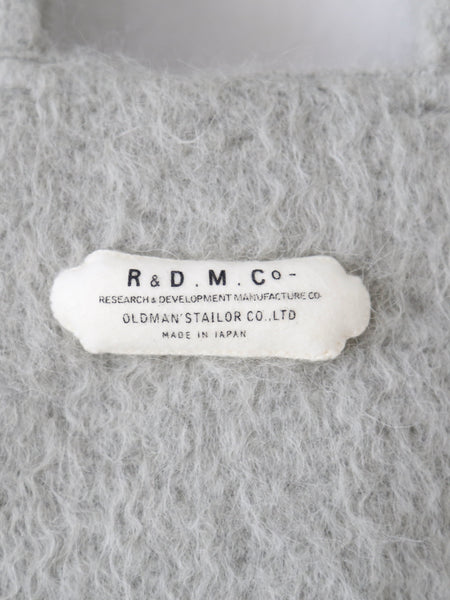 R & D . M . Co-
RESEARCH & DEVELOPMENT MANUFACTURE CO-
OLDMAN'STAILOR CO.,LTD
MADE IN JAPAN